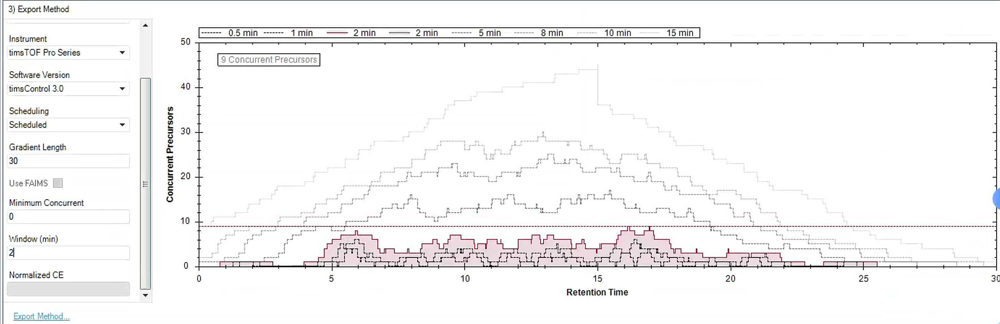 3) Export Method
Instrument
timsTOF Pro Series
Software Version
timsControl 3.0
Scheduling
Scheduled
Gradient Length
30
Use FAIMS
Minimum Concurrent
0
Window (min)
2
Normalized CE
Export Method...
0.5 min 1 min 2 min 2 min 5 min 8 min 10 min 15 min
9 Concurrent Precursors
Concurrent Precursors
50
40
30
20
10
0
0 5 10 15 20 25 30
Retention Time